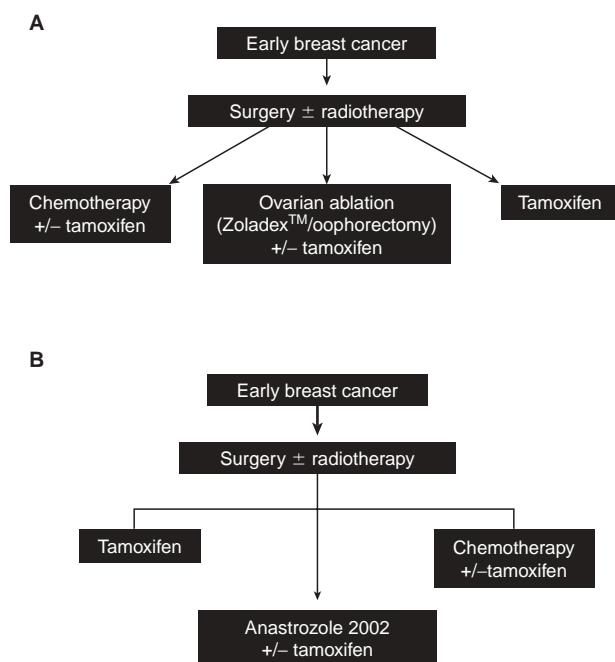 A
Early breast cancer
Surgery ± radiotherapy
Chemotherapy
+/– tamoxifen
Ovarian ablation
(Zoladex™/oophorectomy)
+/– tamoxifen
Tamoxifen
B
Early breast cancer
Surgery ± radiotherapy
Tamoxifen
Chemotherapy
+/–tamoxifen
Anastrozole 2002
+/– tamoxifen